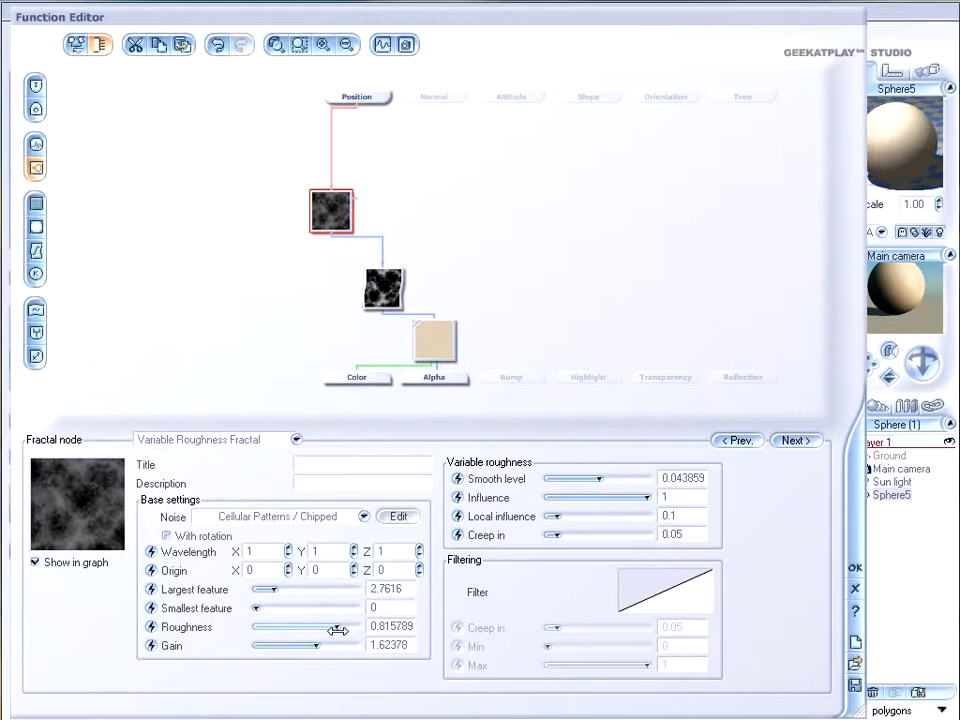 Function Editor
GEEKATPLAY™ STUDIO
Position
Normal
Altitude
Slope
Orientation
Time
Sphere5
cale 1.00
A
Main camera
Color
Alpha
Bump
Highlight
Transparency
Reflection
Sphere (1)
ayer 1
Ground
Main camera
Sun light
Sphere5
Fractal node
Variable Roughness Fractal
< Prev.
Next >
Title
Description
Base settings
Noise Cellular Patterns / Chipped Edit
With rotation
Wavelength X 1 Y 1 Z 1
Origin X 0 Y 0 Z 0
Largest feature 2.7616
Smallest feature 0
Roughness 0.815789
Gain 1.62378
Show in graph
Variable roughness
Smooth level 0.043859
Influence 1
Local influence 0.1
Creep in 0.05
Filtering
Filter
Creep in 0.05
Min 0
Max 1
OK
?
polygons